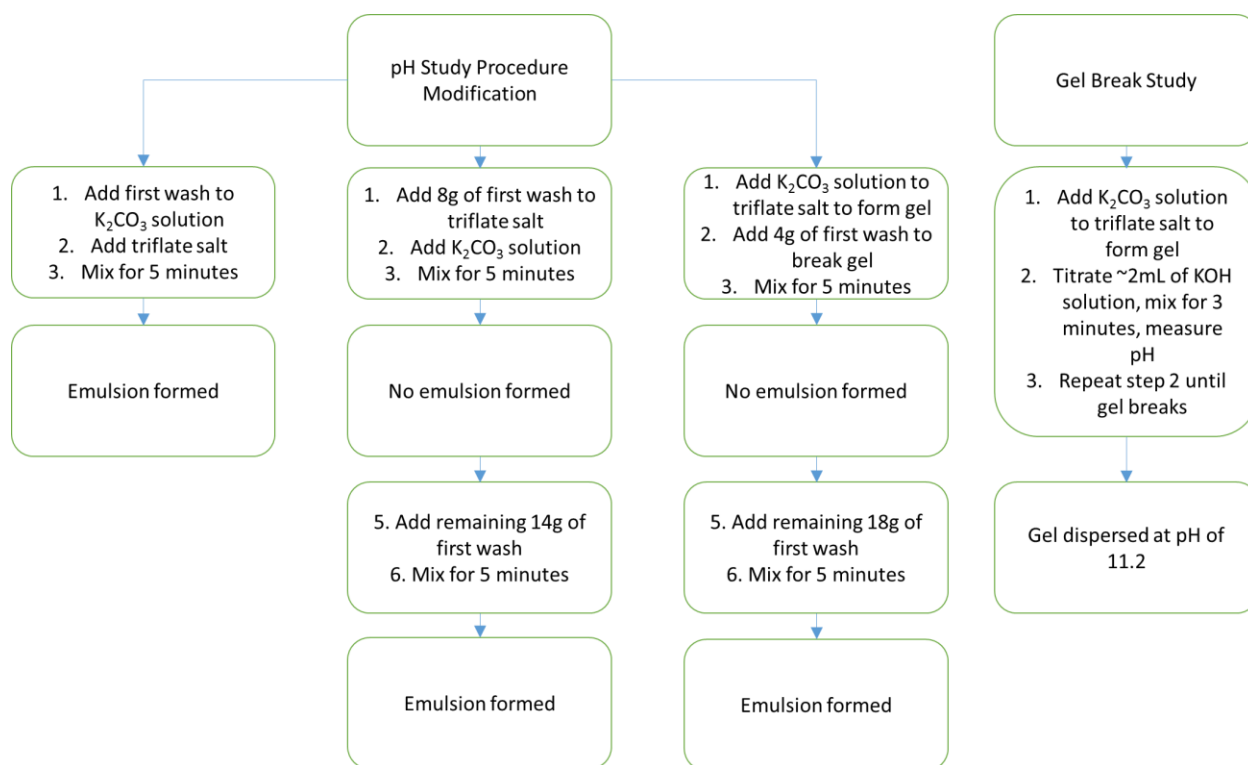 pH Study Procedure
Modification
Gel Break Study
1. Add first wash to
K₂CO₃ solution
2. Add triflate salt
3. Mix for 5 minutes
1. Add 8g of first wash to
triflate salt
2. Add K₂CO₃ solution
3. Mix for 5 minutes
1. Add K₂CO₃ solution to
triflate salt to form gel
2. Add 4g of first wash to
break gel
3. Mix for 5 minutes
1. Add K₂CO₃ solution
to triflate salt to
form gel
2. Titrate ~2mL of KOH
solution, mix for 3
minutes, measure
pH
3. Repeat step 2 until
gel breaks
Emulsion formed
No emulsion formed
No emulsion formed
5. Add remaining 14g of
first wash
6. Mix for 5 minutes
5. Add remaining 18g of
first wash
6. Mix for 5 minutes
Gel dispersed at pH of
11.2
Emulsion formed
Emulsion formed